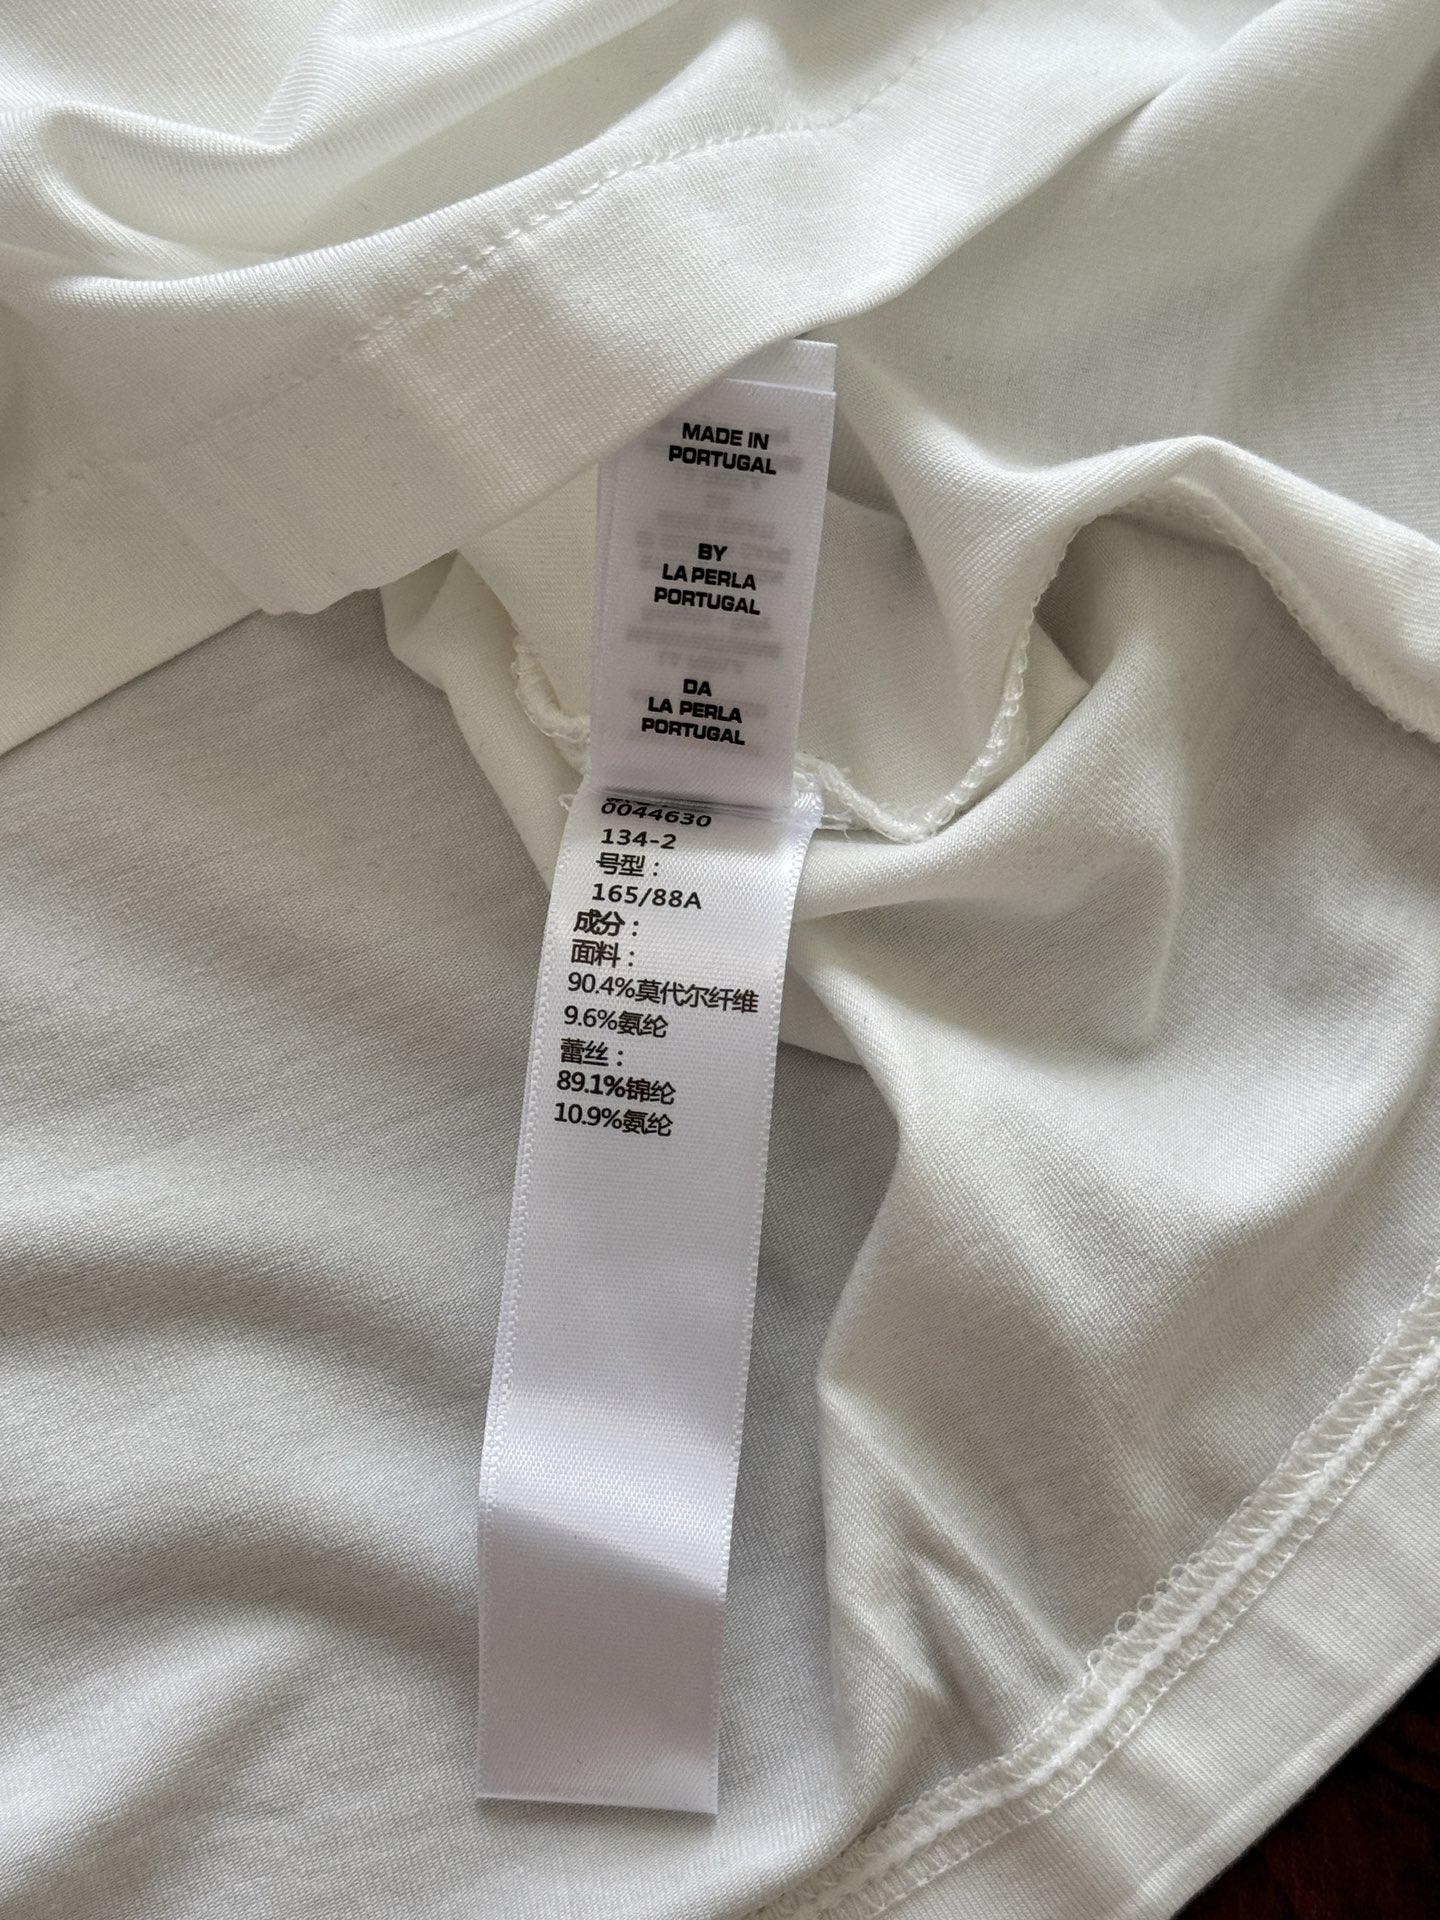 MADE IN
PORTUGAL
BY
LA PERLA
PORTUGAL
DA
LA PERLA
PORTUGAL
0044630
134-2
号型：
165/88A
成分：
面料：
90.4%莫代尔纤维
9.6%氨纶
蕾丝：
89.1%锦纶
10.9%氨纶